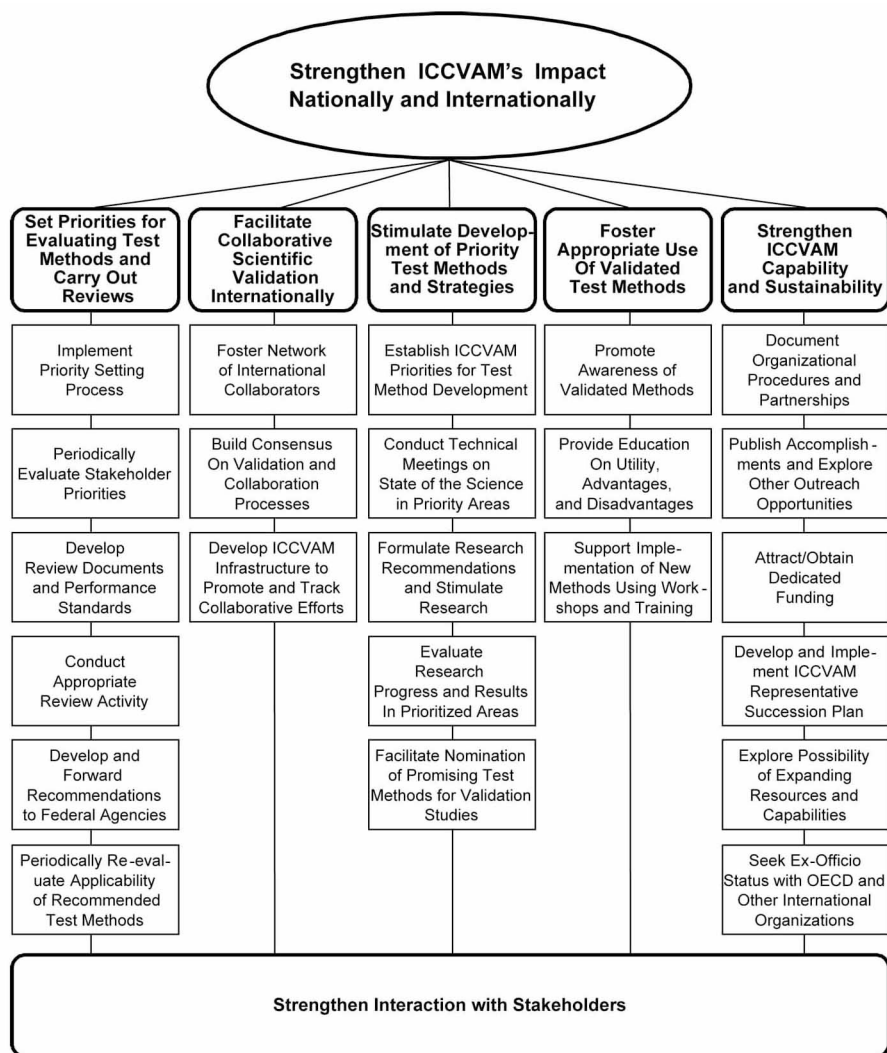 Strengthen ICCVAM's Impact
Nationally and Internationally
Set Priorities for
Evaluating Test
Methods and
Carry Out
Reviews
Implement
Priority Setting
Process
Periodically
Evaluate Stakeholder
Priorities
Develop
Review Documents
and Performance
Standards
Conduct
Appropriate
Review Activity
Develop and
Forward
Recommendations
to Federal Agencies
Periodically Re-eval-
uate Applicability
of Recommended
Test Methods
Facilitate
Collaborative
Scientific
Validation
Internationally
Foster Network
of International
Collaborators
Build Consensus
On Validation and
Collaboration
Processes
Develop ICCVAM
Infrastructure to
Promote and Track
Collaborative Efforts
Stimulate Develop-
ment of Priority
Test Methods
and Strategies
Establish ICCVAM
Priorities for Test
Method Development
Conduct Technical
Meetings on
State of the Science
in Priority Areas
Formulate Research
Recommendations
and Stimulate
Research
Evaluate
Research
Progress and Results
In Prioritized Areas
Facilitate Nomination
of Promising Test
Methods for Validation
Studies
Foster
Appropriate Use
Of Validated
Test Methods
Promote
Awareness of
Validated Methods
Provide Education
On Utility,
Advantages,
and Disadvantages
Support Imple-
mentation of New
Methods Using Work-
shops and Training
Strengthen
ICCVAM
Capability
and Sustainability
Document
Organizational
Procedures and
Partnerships
Publish Accomplish-
ments and Explore
Other Outreach
Opportunities
Attract/Obtain
Dedicated
Funding
Develop and Imple-
ment ICCVAM
Representative
Succession Plan
Explore Possibility
of Expanding
Resources and
Capabilities
Seek Ex-Officio
Status with OECD and
Other International
Organizations
Strengthen Interaction with Stakeholders